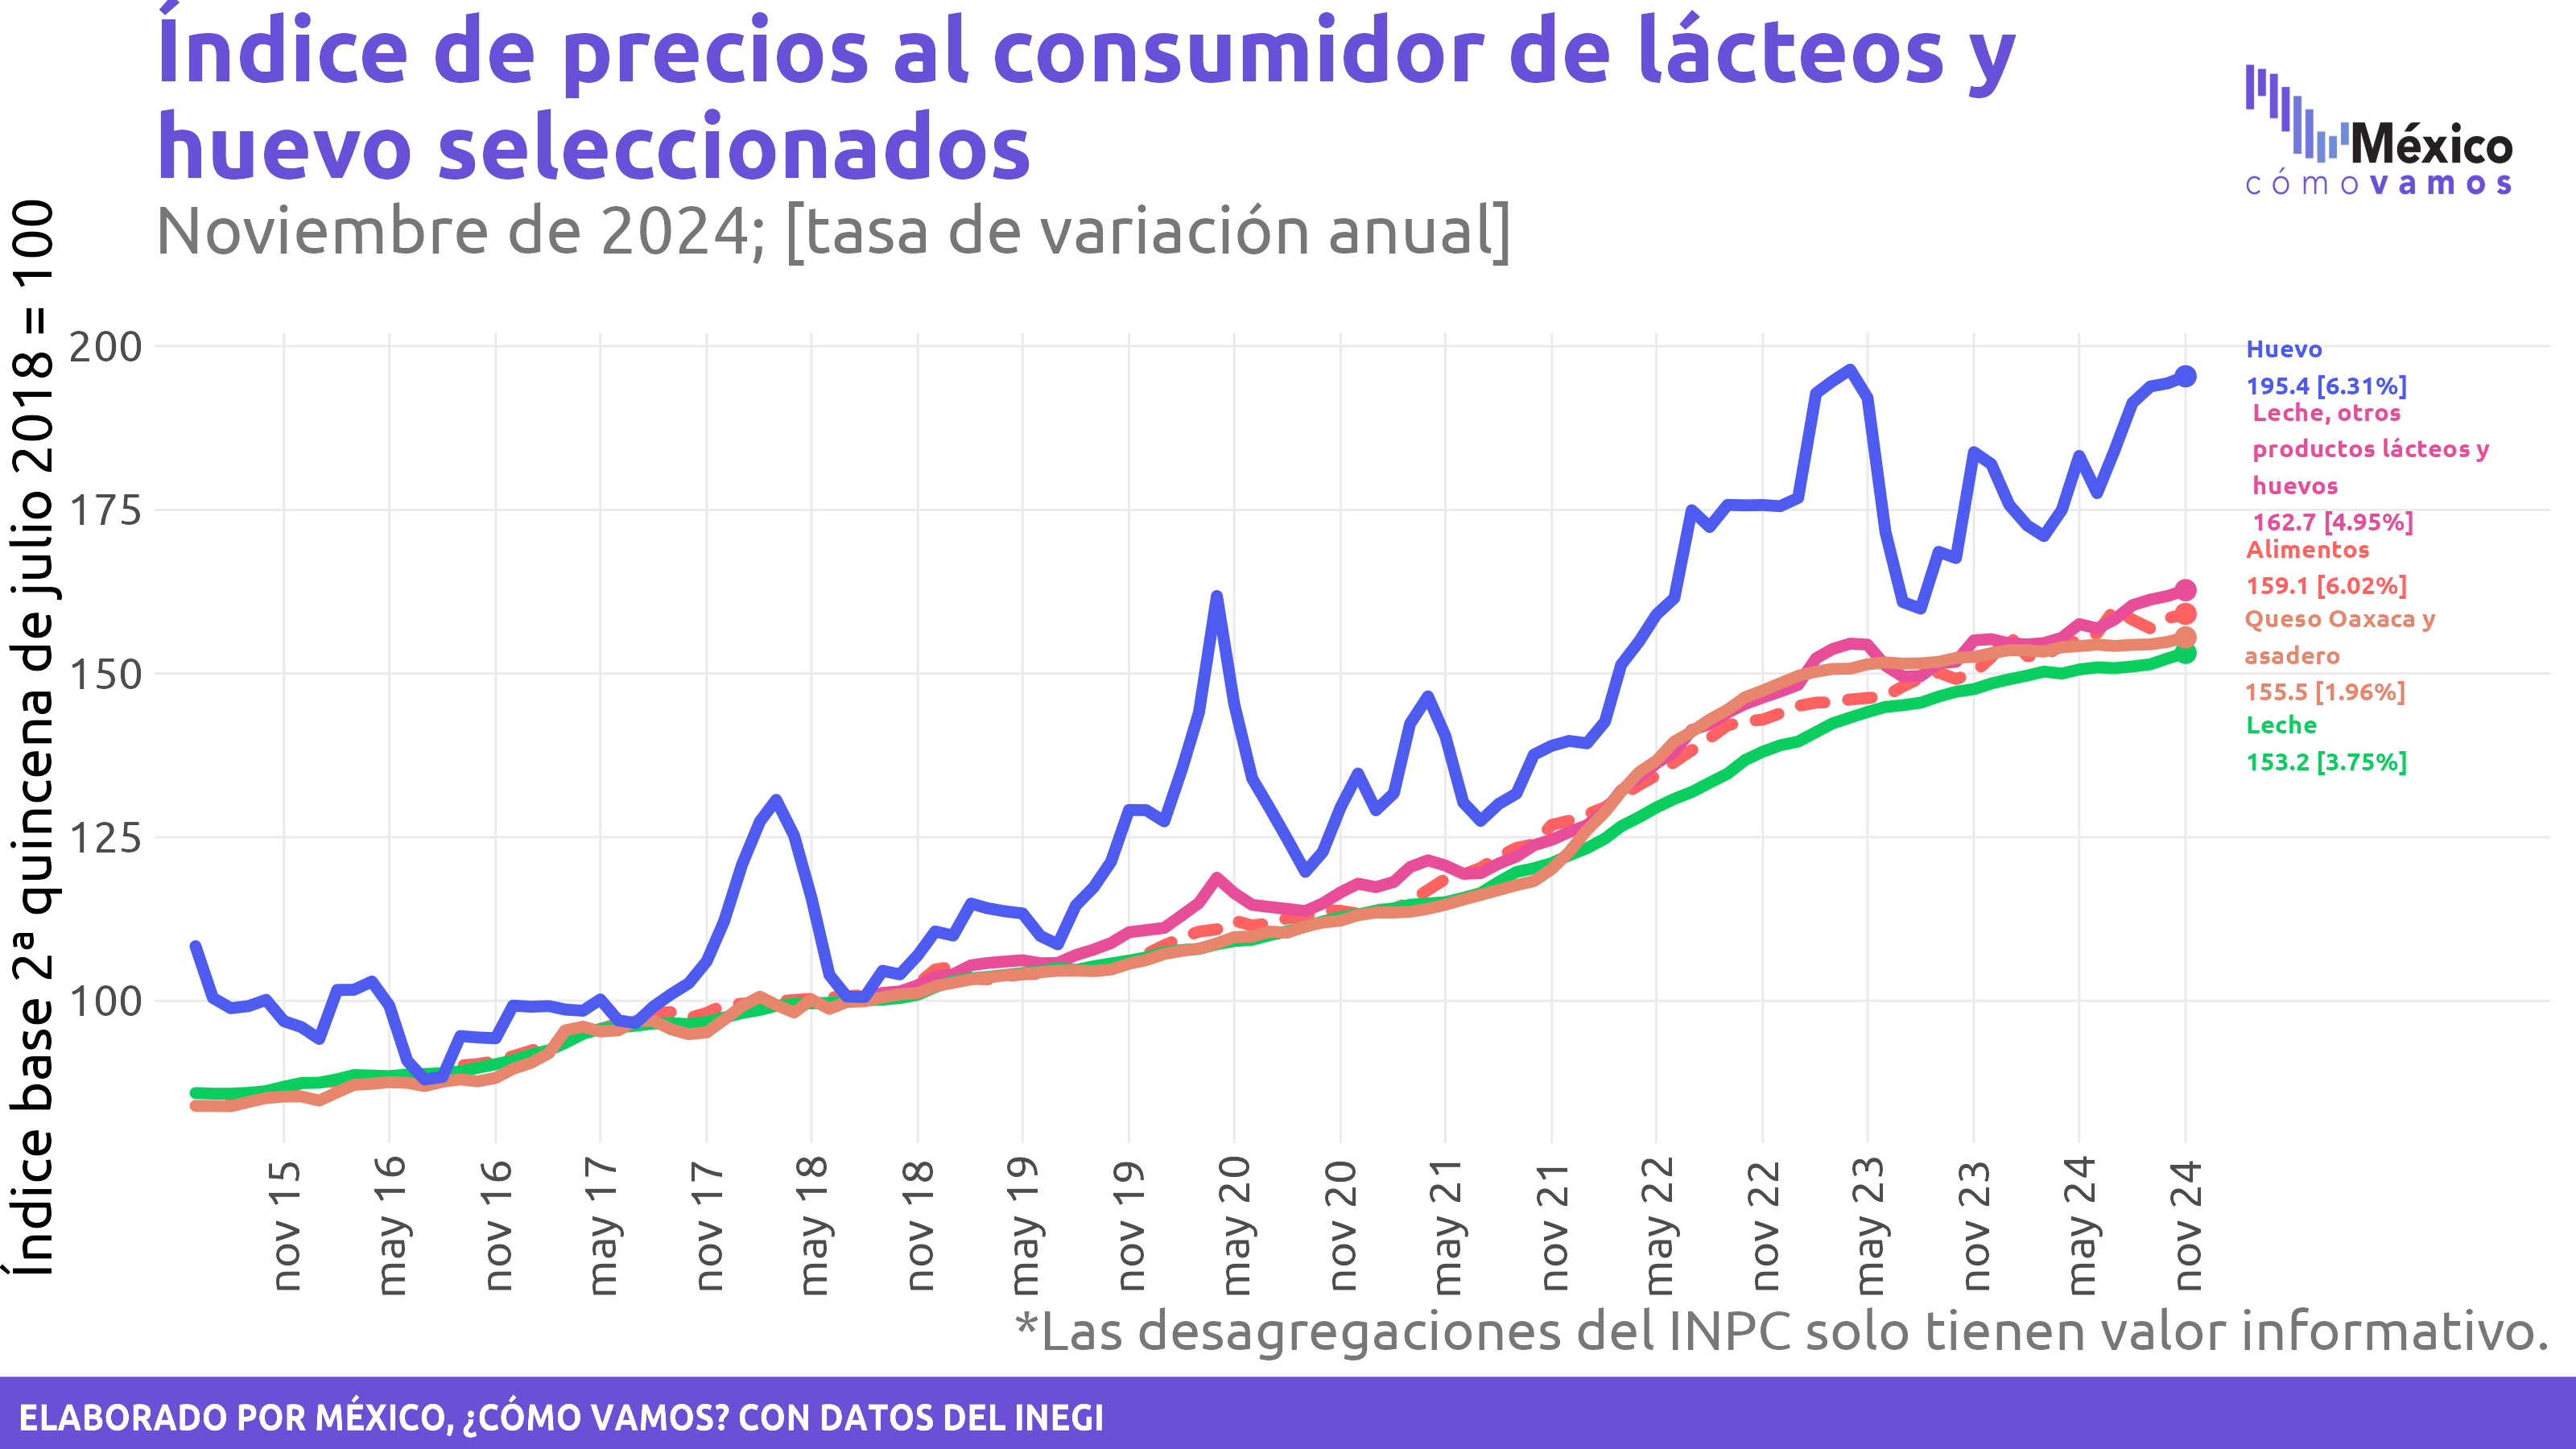 Índice de precios al consumidor de lácteos y
huevo seleccionados
Noviembre de 2024; [tasa de variación anual]
México
cómo vamos
Índice base 2ª quincena de julio 2018 = 100
200
175
150
125
100
Huevo
195.4 [6.31%]
Leche, otros
productos lácteos y
huevos
162.7 [4.95%]
Alimentos
159.1 [6.02%]
Queso Oaxaca y
asadero
155.5 [1.96%]
Leche
153.2 [3.75%]
nov 15
may 16
nov 16
may 17
nov 17
may 18
nov 18
may 19
nov 19
may 20
nov 20
may 21
nov 21
may 22
nov 22
may 23
nov 23
may 24
nov 24
*Las desagregaciones del INPC solo tienen valor informativo.
ELABORADO POR MÉXICO, ¿CÓMO VAMOS? CON DATOS DEL INEGI